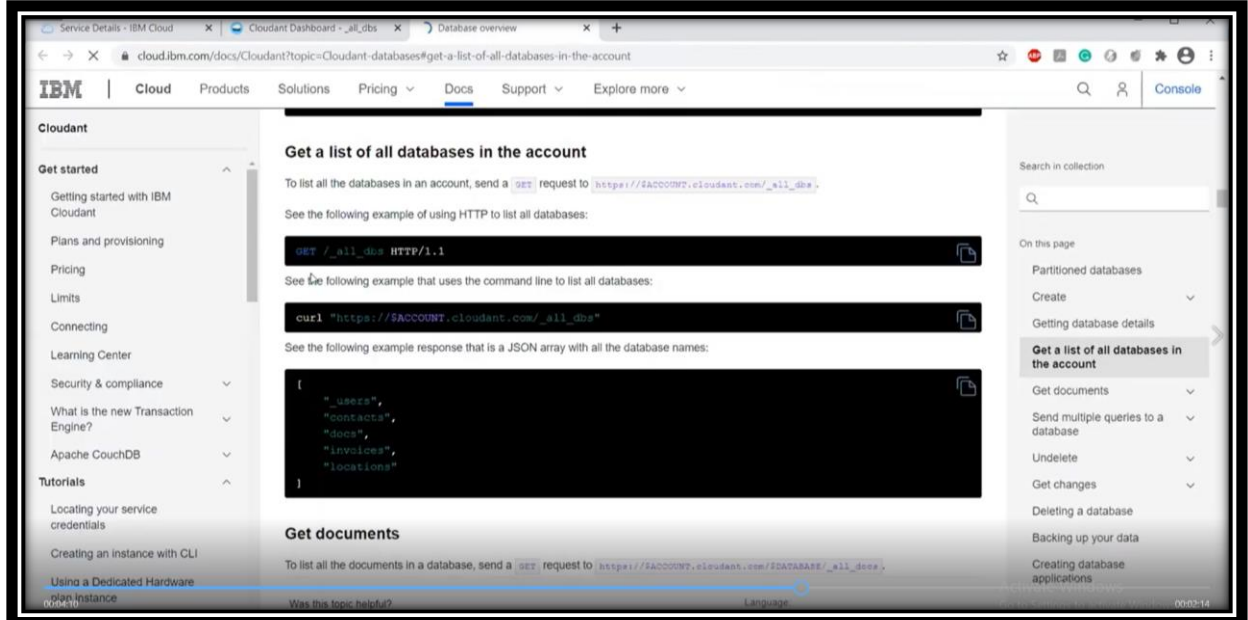 Service Details - IBM Cloud
Cloudant Dashboard - _all_dbs
Database overview
cloud.ibm.com/docs/Cloudant?topic=Cloudant-databases#get-a-list-of-all-databases-in-the-account
IBM Cloud Products Solutions Pricing Docs Support Explore more Console
Cloudant
Get started
Getting started with IBM
Cloudant
Plans and provisioning
Pricing
Limits
Connecting
Learning Center
Security & compliance
What is the new Transaction
Engine?
Apache CouchDB
Tutorials
Locating your service
credentials
Creating an instance with CLI
Using a Dedicated Hardware
plan instance
Get a list of all databases in the account
To list all the databases in an account, send a GET request to https://$ACCOUNT.cloudant.com/_all_dbs.
See the following example of using HTTP to list all databases:
GET /_all_dbs HTTP/1.1
See the following example that uses the command line to list all databases:
curl "https://$ACCOUNT.cloudant.com/_all_dbs"
See the following example response that is a JSON array with all the database names:
[
"_users",
"contacts",
"docs",
"invoices",
"locations"
]
Get documents
To list all the documents in a database, send a GET request to https://$ACCOUNT.cloudant.com/$DATABASE/_all_docs.
Was this topic helpful?
Language:
Search in collection
On this page
Partitioned databases
Create
Getting database details
Get a list of all databases in
the account
Get documents
Send multiple queries to a
database
Undelete
Get changes
Deleting a database
Backing up your data
Creating database
applications
Activate Windows
00:04:10
00:02:14